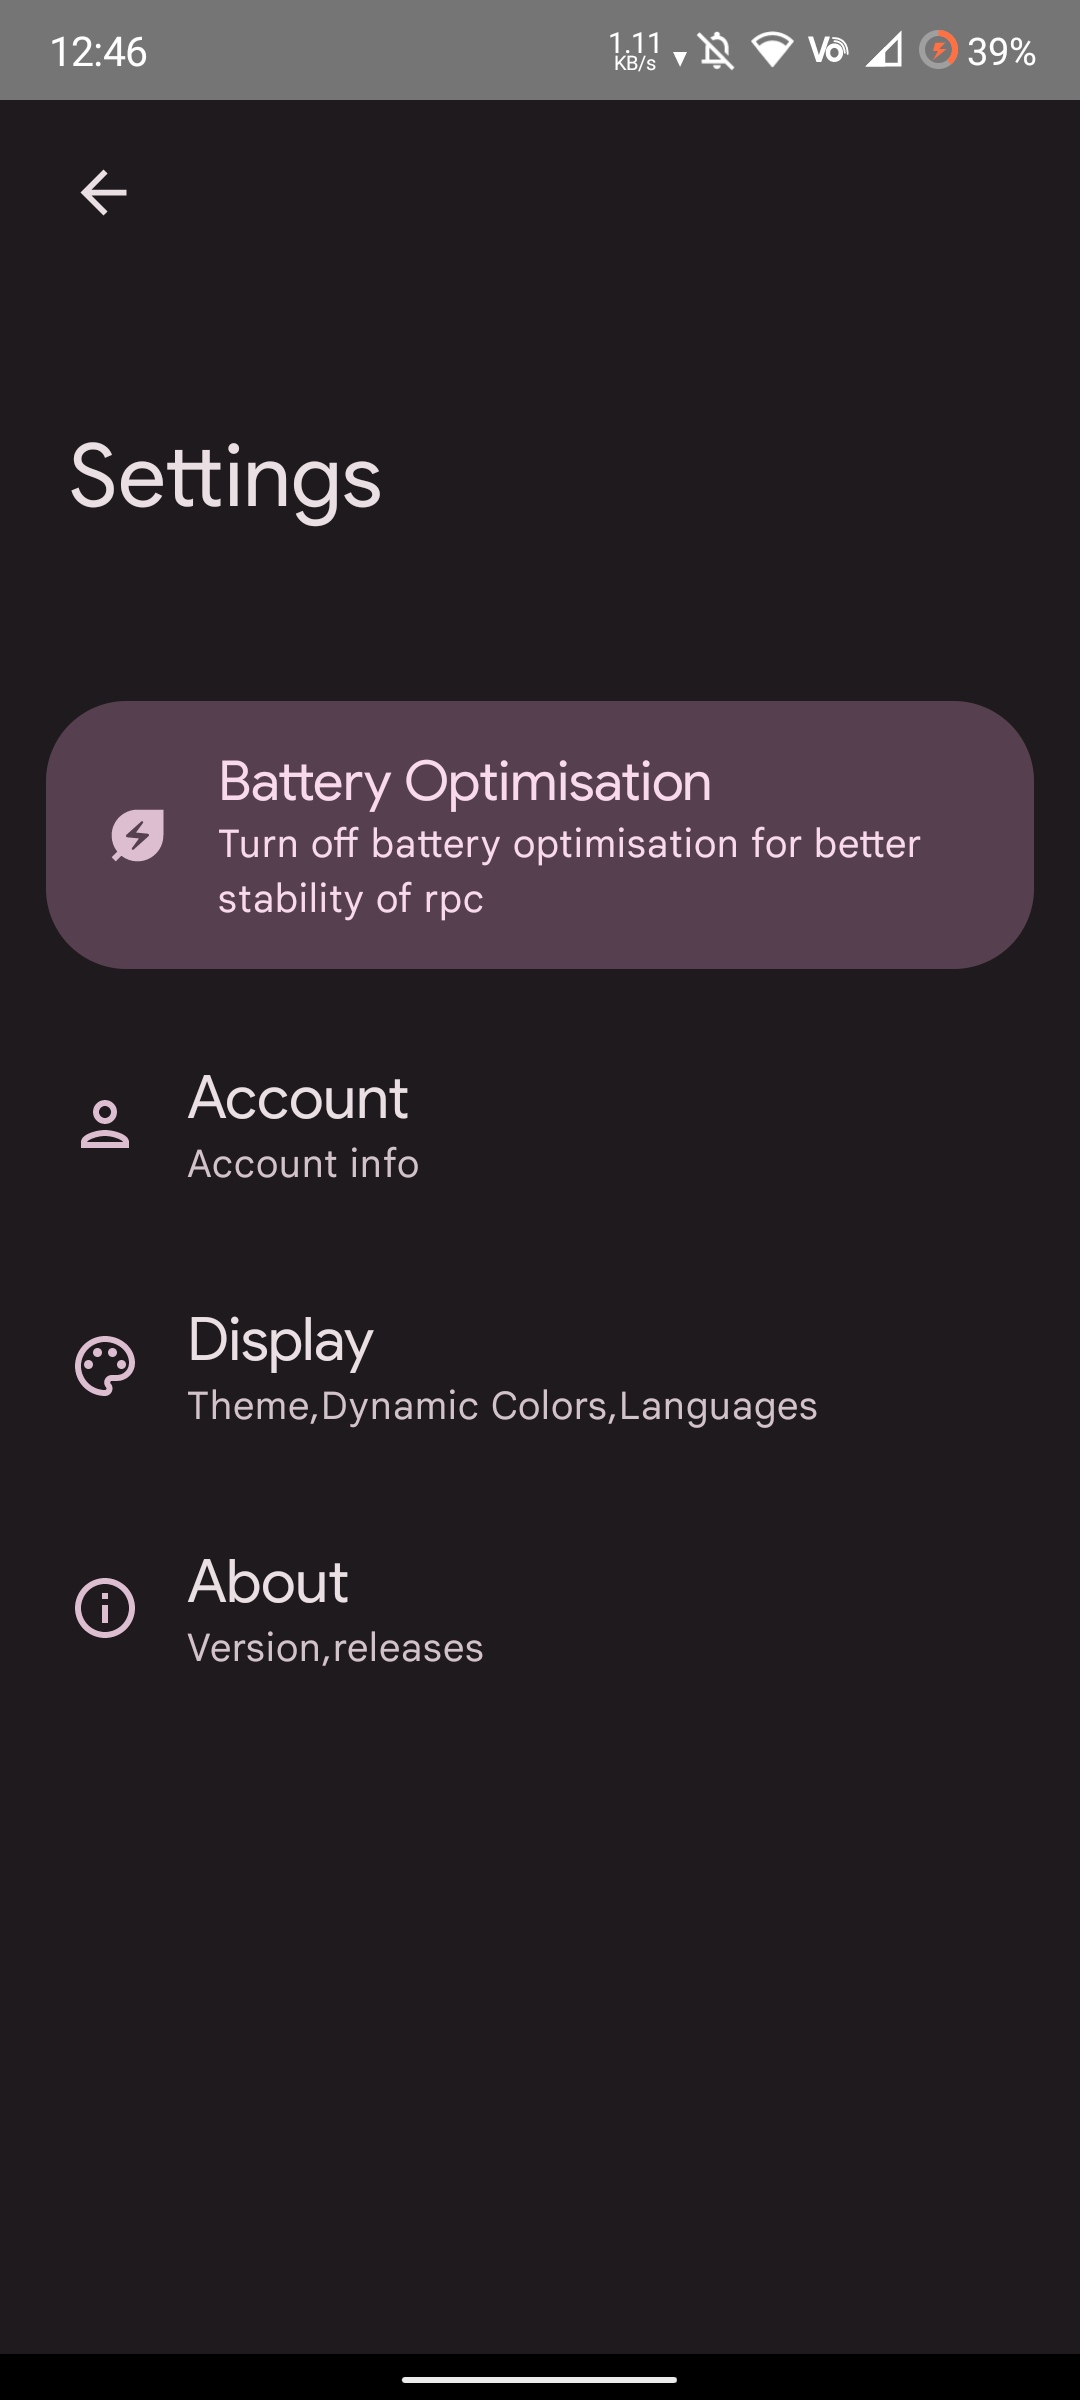 12:46
1.11
KB/s
Vo
39%
Settings
Battery Optimisation
Turn off battery optimisation for better
stability of rpc
Account
Account info
Display
Theme,Dynamic Colors,Languages
About
Version,releases